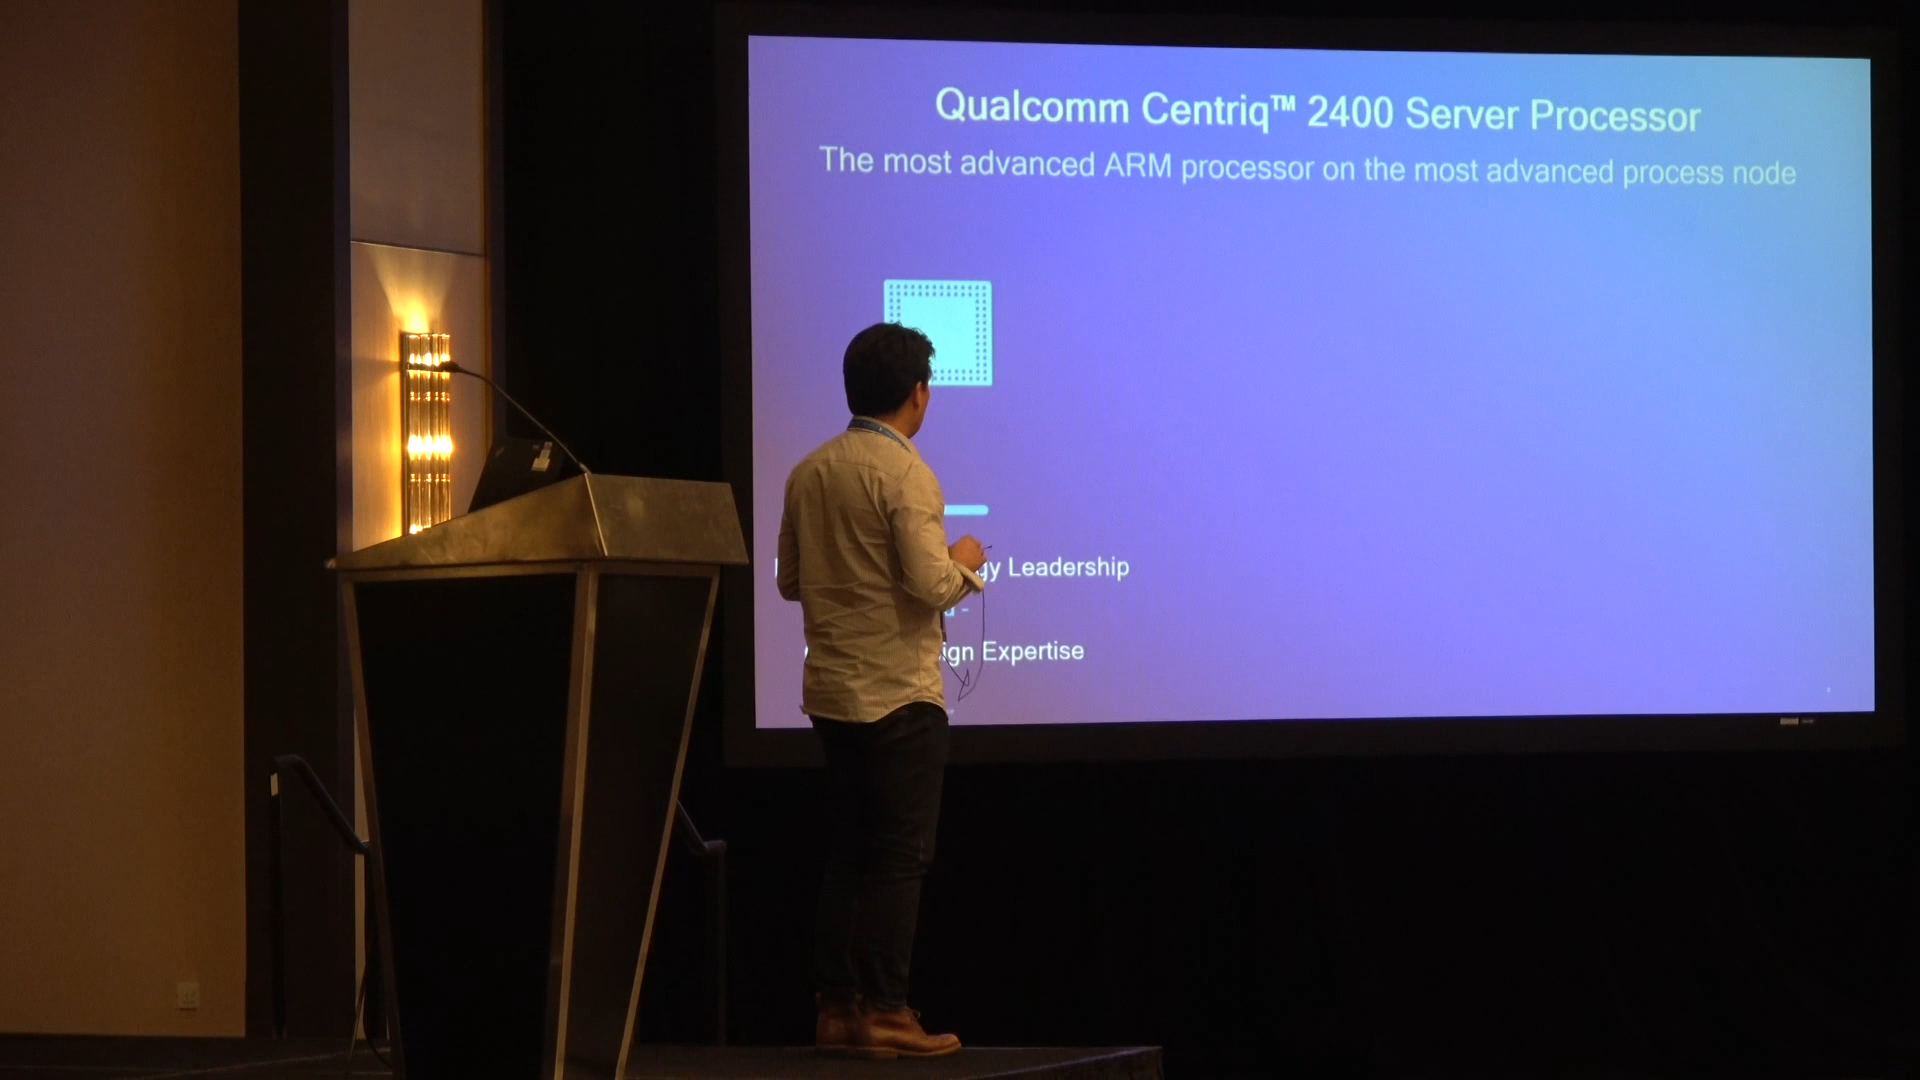 Qualcomm Centriq™ 2400 Server Processor
The most advanced ARM processor on the most advanced process node
Leadership
Expertise